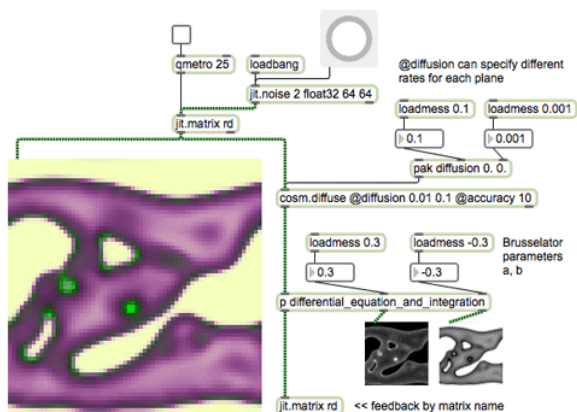 qmetro 25
loadbang
@diffusion can specify different
rates for each plane
jit.noise 2 float32 64 64
loadmess 0.1
loadmess 0.001
jit.matrix rd
0.1
0.001
pak diffusion 0. 0.
cosm.diffuse @diffusion 0.01 0.1 @accuracy 10
loadmess 0.3
loadmess -0.3
Brusselator
parameters
a, b
0.3
-0.3
p differential_equation_and_integration
jit.matrix rd
<< feedback by matrix name